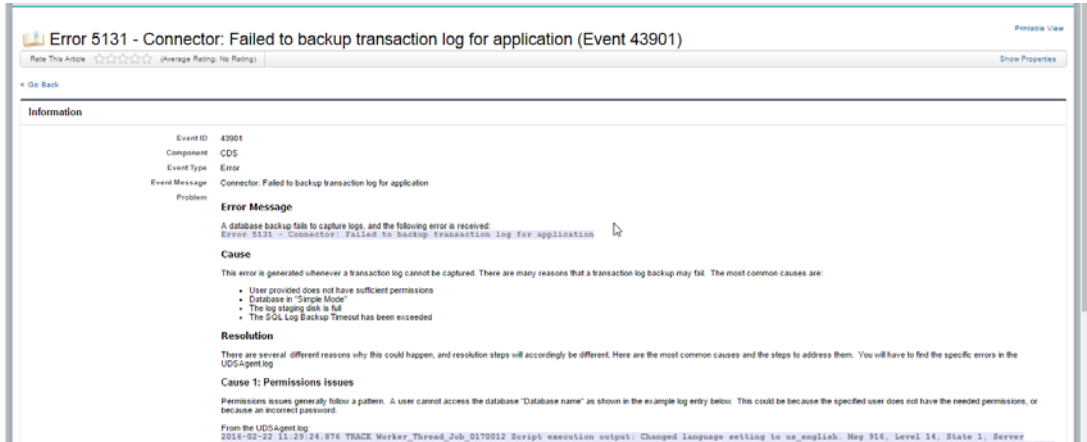 Printable View
Error 5131 - Connector: Failed to backup transaction log for application (Event 43901)
Rate This Article (Average Rating: No Rating)
Show Properties
« Go Back
Information
Event ID 43901
Component CDS
Event Type Error
Event Message Connector: Failed to backup transaction log for application
Problem
Error Message
A database backup fails to capture logs, and the following error is received:
Error 5131 - Connector: Failed to backup transaction log for application
Cause
This error is generated whenever a transaction log cannot be captured. There are many reasons that a transaction log backup may fail. The most common causes are:
• User provided does not have sufficient permissions
• Database in "Simple Mode"
• The log staging disk is full
• The SQL Log Backup Timeout has been exceeded
Resolution
There are several different reasons why this could happen, and resolution steps will accordingly be different. Here are the most common causes and the steps to address them. You will have to find the specific errors in the
UDSAgent.log
Cause 1: Permissions issues
Permissions issues generally follow a pattern. A user cannot access the database "Database name" as shown in the example log entry below. This could be because the specified user does not have the needed permissions, or
because an incorrect password.
From the UDSAgent log:
2016-02-22 11:29:24.876 TRACE Worker_Thread_Job_0170012 Script execution output: Changed language setting to us_english. Msg 916, Level 14, State 1, Server